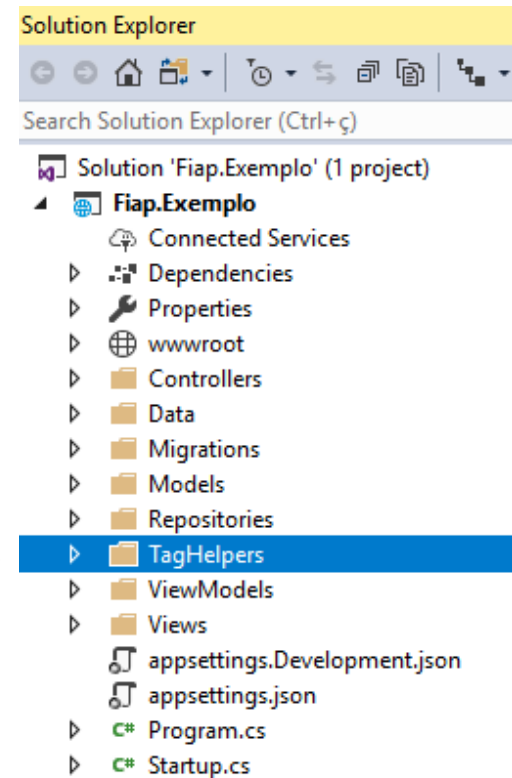 Solution Explorer
Search Solution Explorer (Ctrl+ç)
Solution 'Fiap.Exemplo' (1 project)
Fiap.Exemplo
Connected Services
Dependencies
Properties
wwwroot
Controllers
Data
Migrations
Models
Repositories
TagHelpers
ViewModels
Views
appsettings.Development.json
appsettings.json
C# Program.cs
C# Startup.cs